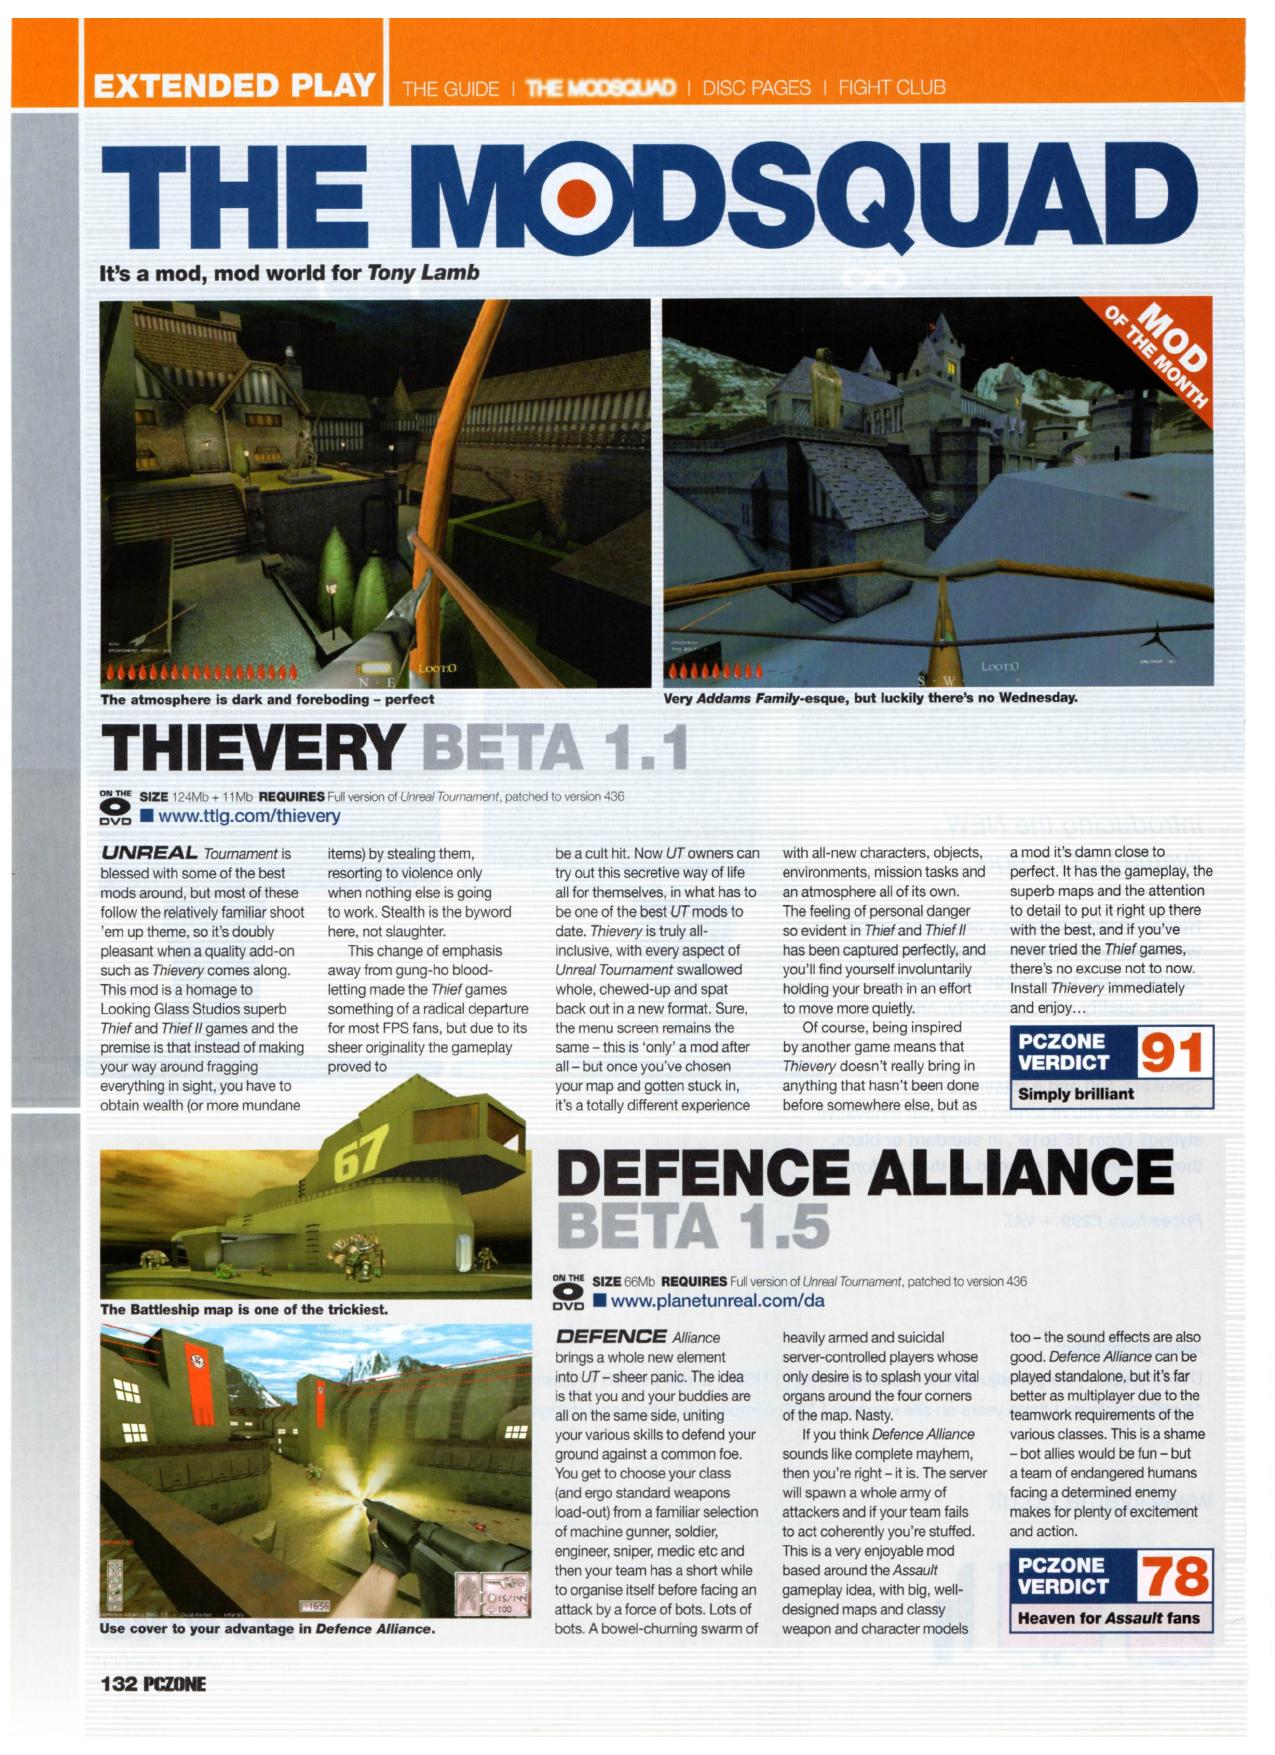 EXTENDED PLAY
THE GUIDE | THE MODSQUAD | DISC PAGES | FIGHT CLUB
THE MODSQUAD
It's a mod, mod world for Tony Lamb
MOD
OF THE MONTH
LOOT:0
N · E
LOOT:0
S · W
The atmosphere is dark and foreboding – perfect
Very Addams Family-esque, but luckily there's no Wednesday.
THIEVERY BETA 1.1
ON THE
DVD
SIZE 124Mb + 11Mb REQUIRES Full version of Unreal Tournament, patched to version 436
■ www.ttlg.com/thievery
UNREAL Tournament is
blessed with some of the best
mods around, but most of these
follow the relatively familiar shoot
'em up theme, so it's doubly
pleasant when a quality add-on
such as Thievery comes along.
This mod is a homage to
Looking Glass Studios superb
Thief and Thief II games and the
premise is that instead of making
your way around fragging
everything in sight, you have to
obtain wealth (or more mundane
items) by stealing them,
resorting to violence only
when nothing else is going
to work. Stealth is the byword
here, not slaughter.
This change of emphasis
away from gung-ho blood-
letting made the Thief games
something of a radical departure
for most FPS fans, but due to its
sheer originality the gameplay
proved to
be a cult hit. Now UT owners can
try out this secretive way of life
all for themselves, in what has to
be one of the best UT mods to
date. Thievery is truly all-
inclusive, with every aspect of
Unreal Tournament swallowed
whole, chewed-up and spat
back out in a new format. Sure,
the menu screen remains the
same – this is 'only' a mod after
all – but once you've chosen
your map and gotten stuck in,
it's a totally different experience
with all-new characters, objects,
environments, mission tasks and
an atmosphere all of its own.
The feeling of personal danger
so evident in Thief and Thief II
has been captured perfectly, and
you'll find yourself involuntarily
holding your breath in an effort
to move more quietly.
Of course, being inspired
by another game means that
Thievery doesn't really bring in
anything that hasn't been done
before somewhere else, but as
a mod it's damn close to
perfect. It has the gameplay, the
superb maps and the attention
to detail to put it right up there
with the best, and if you've
never tried the Thief games,
there's no excuse not to now.
Install Thievery immediately
and enjoy...
PCZONE
VERDICT 91
Simply brilliant
67
The Battleship map is one of the trickiest.
15/144
100
16:56
Use cover to your advantage in Defence Alliance.
DEFENCE ALLIANCE
BETA 1.5
ON THE
DVD
SIZE 66Mb REQUIRES Full version of Unreal Tournament, patched to version 436
■ www.planetunreal.com/da
DEFENCE Alliance
brings a whole new element
into UT – sheer panic. The idea
is that you and your buddies are
all on the same side, uniting
your various skills to defend your
ground against a common foe.
You get to choose your class
(and ergo standard weapons
load-out) from a familiar selection
of machine gunner, soldier,
engineer, sniper, medic etc and
then your team has a short while
to organise itself before facing an
attack by a force of bots. Lots of
bots. A bowel-churning swarm of
heavily armed and suicidal
server-controlled players whose
only desire is to splash your vital
organs around the four corners
of the map. Nasty.
If you think Defence Alliance
sounds like complete mayhem,
then you're right – it is. The server
will spawn a whole army of
attackers and if your team fails
to act coherently you're stuffed.
This is a very enjoyable mod
based around the Assault
gameplay idea, with big, well-
designed maps and classy
weapon and character models
too – the sound effects are also
good. Defence Alliance can be
played standalone, but it's far
better as multiplayer due to the
teamwork requirements of the
various classes. This is a shame
– bot allies would be fun – but
a team of endangered humans
facing a determined enemy
makes for plenty of excitement
and action.
PCZONE
VERDICT 78
Heaven for Assault fans
132 PCZONE